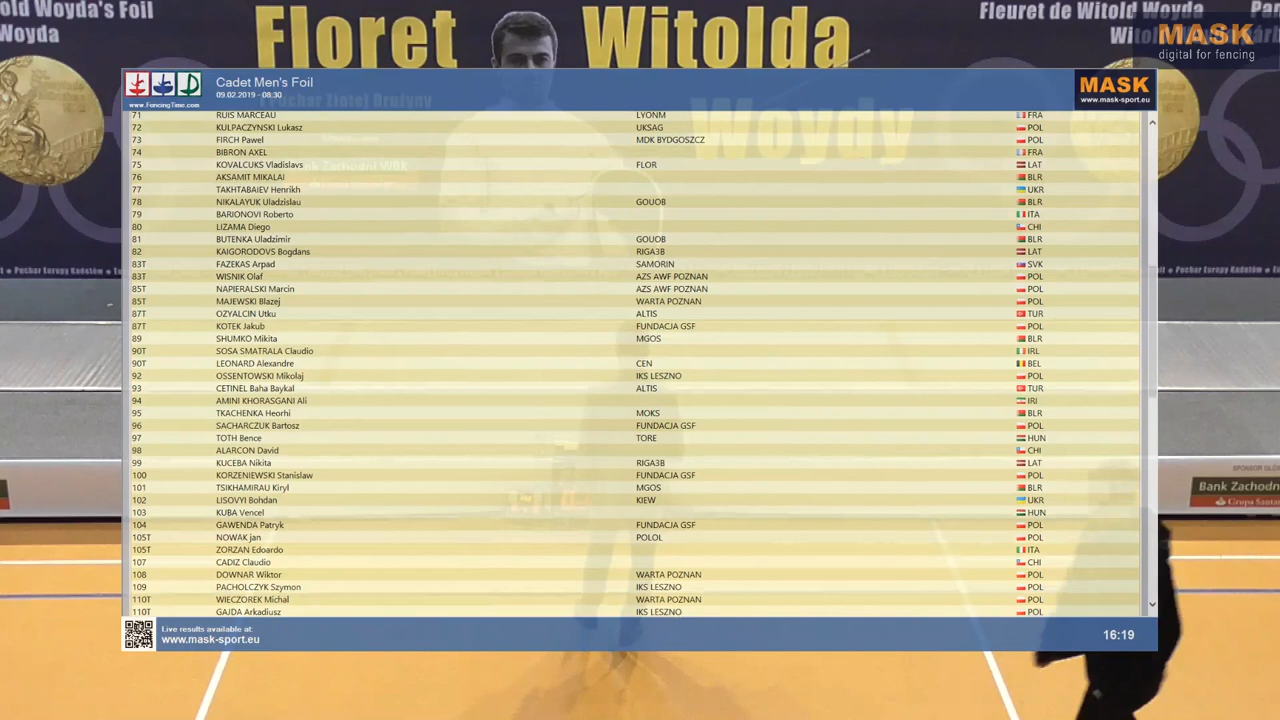 old Woyda's Foil
Woyda
Floret Witolda
Woydy
Fleuret de Witold Woyda
MASK
digital for fencing
www.FencingTime.com
Cadet Men's Foil
09.02.2019 - 08:30
MASK
www.mask-sport.eu
71 RUIS MARCEAU LYONM FRA
72 KULPACZYNSKI Lukasz UKSAG POL
73 FIRCH Pawel MDK BYDGOSZCZ POL
74 BIBRON AXEL FRA
75 KOVALCUKS Vladislavs FLOR LAT
76 AKSAMIT MIKALAI BLR
77 TAKHTABAIEV Henrikh UKR
78 NIKALAYUK Uladzislau GOUOB BLR
79 BARIONOVI Roberto ITA
80 LIZAMA Diego CHI
81 BUTENKA Uladzimir GOUOB BLR
82 KAIGORODOVS Bogdans RIGA3B LAT
83T FAZEKAS Arpad SAMORIN SVK
83T WISNIK Olaf AZS AWF POZNAN POL
85T NAPIERALSKI Marcin AZS AWF POZNAN POL
85T MAJEWSKI Blazej WARTA POZNAN POL
87T OZYALCIN Utku ALTIS TUR
87T KOTEK Jakub FUNDACJA GSF POL
89 SHUMKO Mikita MGOS BLR
90T SOSA SMATRALA Claudio IRL
90T LEONARD Alexandre CEN BEL
92 OSSENTOWSKI Mikolaj IKS LESZNO POL
93 CETINEL Baha Baykal ALTIS TUR
94 AMINI KHORASGANI Ali IRI
95 TKACHENKA Heorhi MOKS BLR
96 SACHARCZUK Bartosz FUNDACJA GSF POL
97 TOTH Bence TORE HUN
98 ALARCON David CHI
99 KUCEBA Nikita RIGA3B LAT
100 KORZENIEWSKI Stanislaw FUNDACJA GSF POL
101 TSIKHAMIRAU Kiryl MGOS BLR
102 LISOVYI Bohdan KIEW UKR
103 KUBA Vencel HUN
104 GAWENDA Patryk FUNDACJA GSF POL
105T NOWAK jan POLOL POL
105T ZORZAN Edoardo ITA
107 CADIZ Claudio CHI
108 DOWNAR Wiktor WARTA POZNAN POL
109 PACHOLCZYK Szymon IKS LESZNO POL
110T WIECZOREK Michal WARTA POZNAN POL
110T GAJDA Arkadiusz IKS LESZNO POL
Bank Zachodn
Grupa Santa
Live results available at:
www.mask-sport.eu
16:19